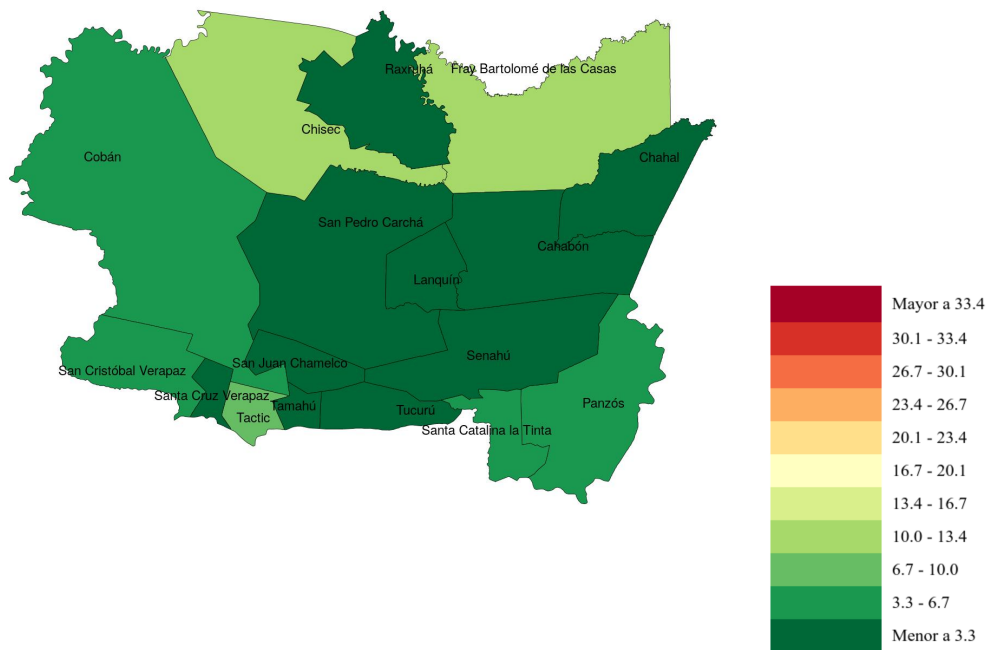 Raxruhá
Fray Bartolomé de las Casas
Chisec
Cobán
Chahal
San Pedro Carchá
Cahabón
Lanquín
Senahú
San Juan Chamelco
San Cristóbal Verapaz
Santa Cruz Verapaz
Tamahú
Tactic
Tucurú
Panzós
Santa Catalina la Tinta
Mayor a 33.4
30.1 - 33.4
26.7 - 30.1
23.4 - 26.7
20.1 - 23.4
16.7 - 20.1
13.4 - 16.7
10.0 - 13.4
6.7 - 10.0
3.3 - 6.7
Menor a 3.3